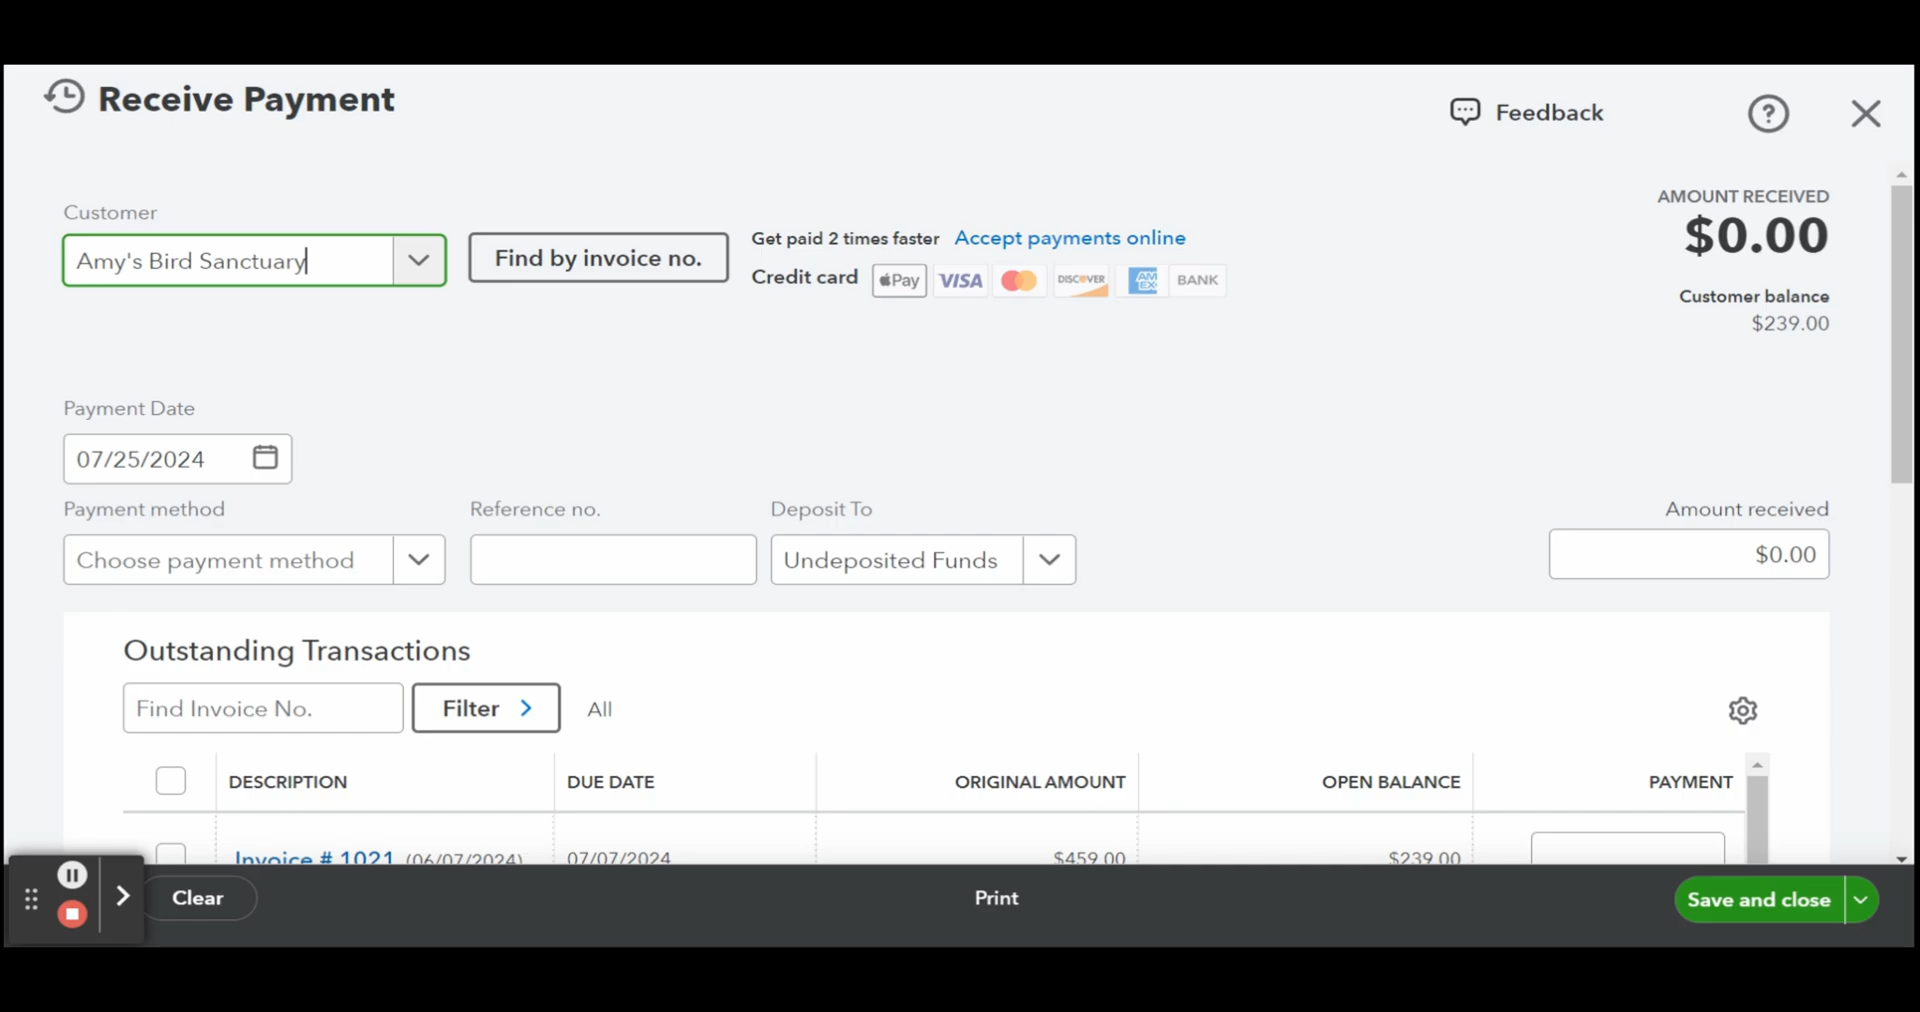 Receive Payment
Feedback
?
Customer
Amy's Bird Sanctuary
Find by invoice no.
Get paid 2 times faster Accept payments online
Credit card Pay VISA DISCOVER AM EX BANK
AMOUNT RECEIVED
$0.00
Customer balance
$239.00
Payment Date
07/25/2024
Payment method Reference no. Deposit To Amount received
Choose payment method Undeposited Funds $0.00
Outstanding Transactions
Find Invoice No. Filter All
DESCRIPTION DUE DATE ORIGINAL AMOUNT OPEN BALANCE PAYMENT
Invoice # 1021 (06/07/2024) 07/07/2024 $459.00 $239.00
Clear Print Save and close